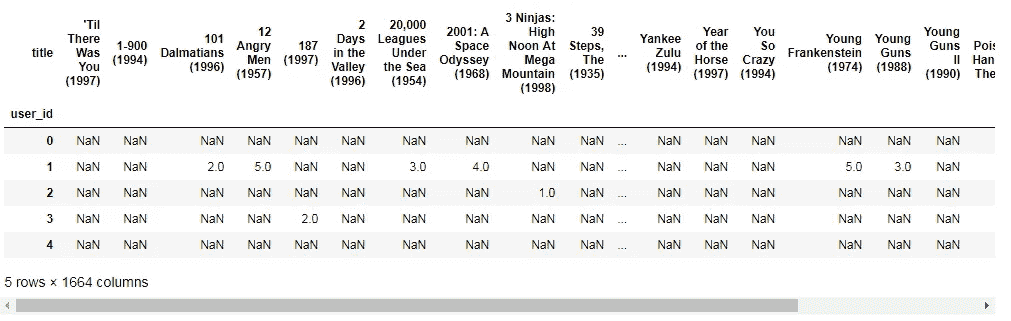 title 'Til There Was You (1997) 1-900 (1994) 101 Dalmatians (1996) 12 Angry Men (1957) 187 (1997) 2 Days in the Valley (1996) 20,000 Leagues Under the Sea (1954) 2001: A Space Odyssey (1968) 3 Ninjas: High Noon At Mega Mountain (1998) 39 Steps, The (1935) ... Yankee Zulu (1994) Year of the Horse (1997) You So Crazy (1994) Young Frankenstein (1974) Young Guns (1988) Young Guns II (1990) Pois Han The
user_id
0 NaN NaN NaN NaN NaN NaN NaN NaN NaN NaN ... NaN NaN NaN NaN NaN NaN
1 NaN NaN 2.0 5.0 NaN NaN 3.0 4.0 NaN NaN ... NaN NaN NaN 5.0 3.0 NaN
2 NaN NaN NaN NaN NaN NaN NaN NaN 1.0 NaN ... NaN NaN NaN NaN NaN NaN
3 NaN NaN NaN NaN 2.0 NaN NaN NaN NaN NaN ... NaN NaN NaN NaN NaN NaN
4 NaN NaN NaN NaN NaN NaN NaN NaN NaN NaN ... NaN NaN NaN NaN NaN NaN
5 rows × 1664 columns